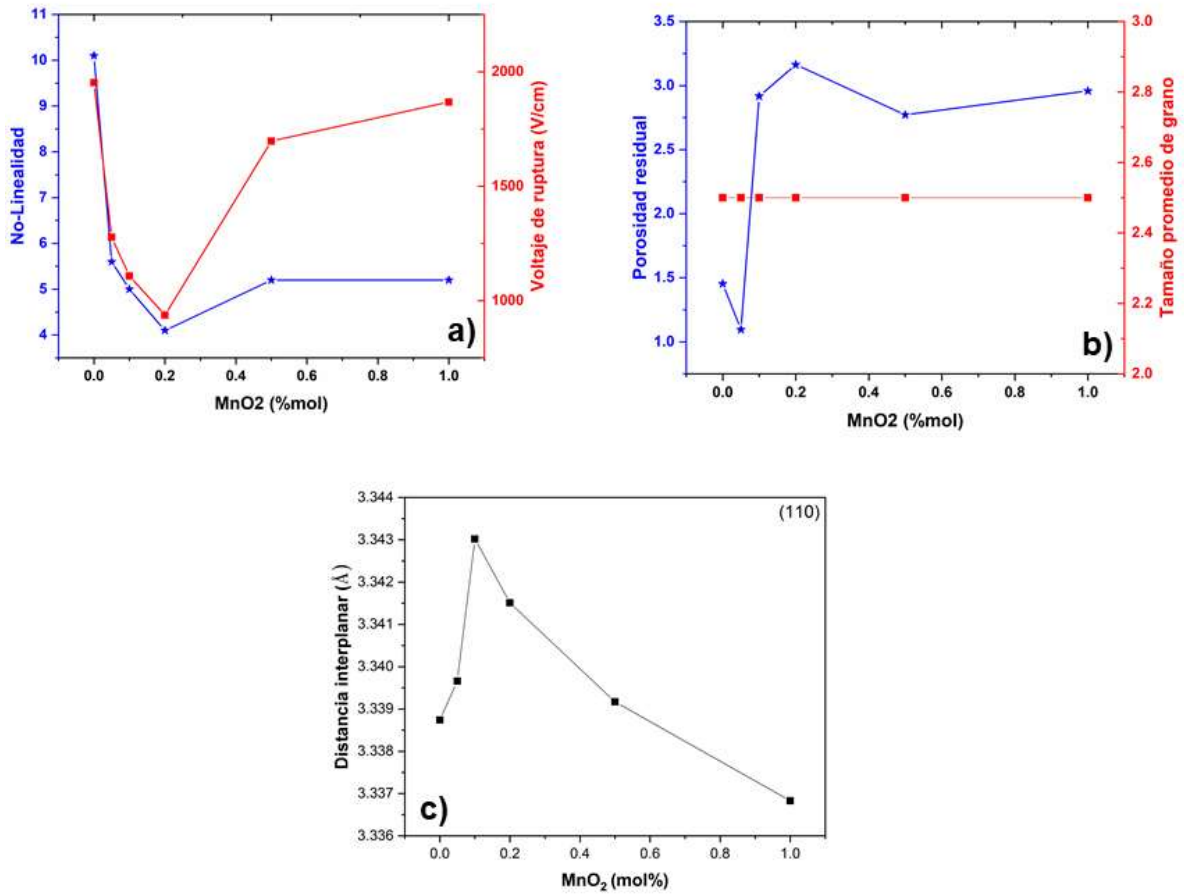 11
10
9
8
7
6
5
4
No-Linealidad
2000
1500
1000
Voltaje de ruptura (V/cm)
a)
0.0 0.2 0.4 0.6 0.8 1.0
MnO2 (%mol)
3.5
3.0
2.5
2.0
1.5
1.0
Porosidad residual
3.0
2.8
2.6
2.4
2.2
2.0
Tamaño promedio de grano
b)
0.0 0.2 0.4 0.6 0.8 1.0
MnO2 (%mol)
3.344
3.343
3.342
3.341
3.340
3.339
3.338
3.337
3.336
Distancia interplanar (Å)
(110)
c)
0.0 0.2 0.4 0.6 0.8 1.0
MnO₂ (mol%)